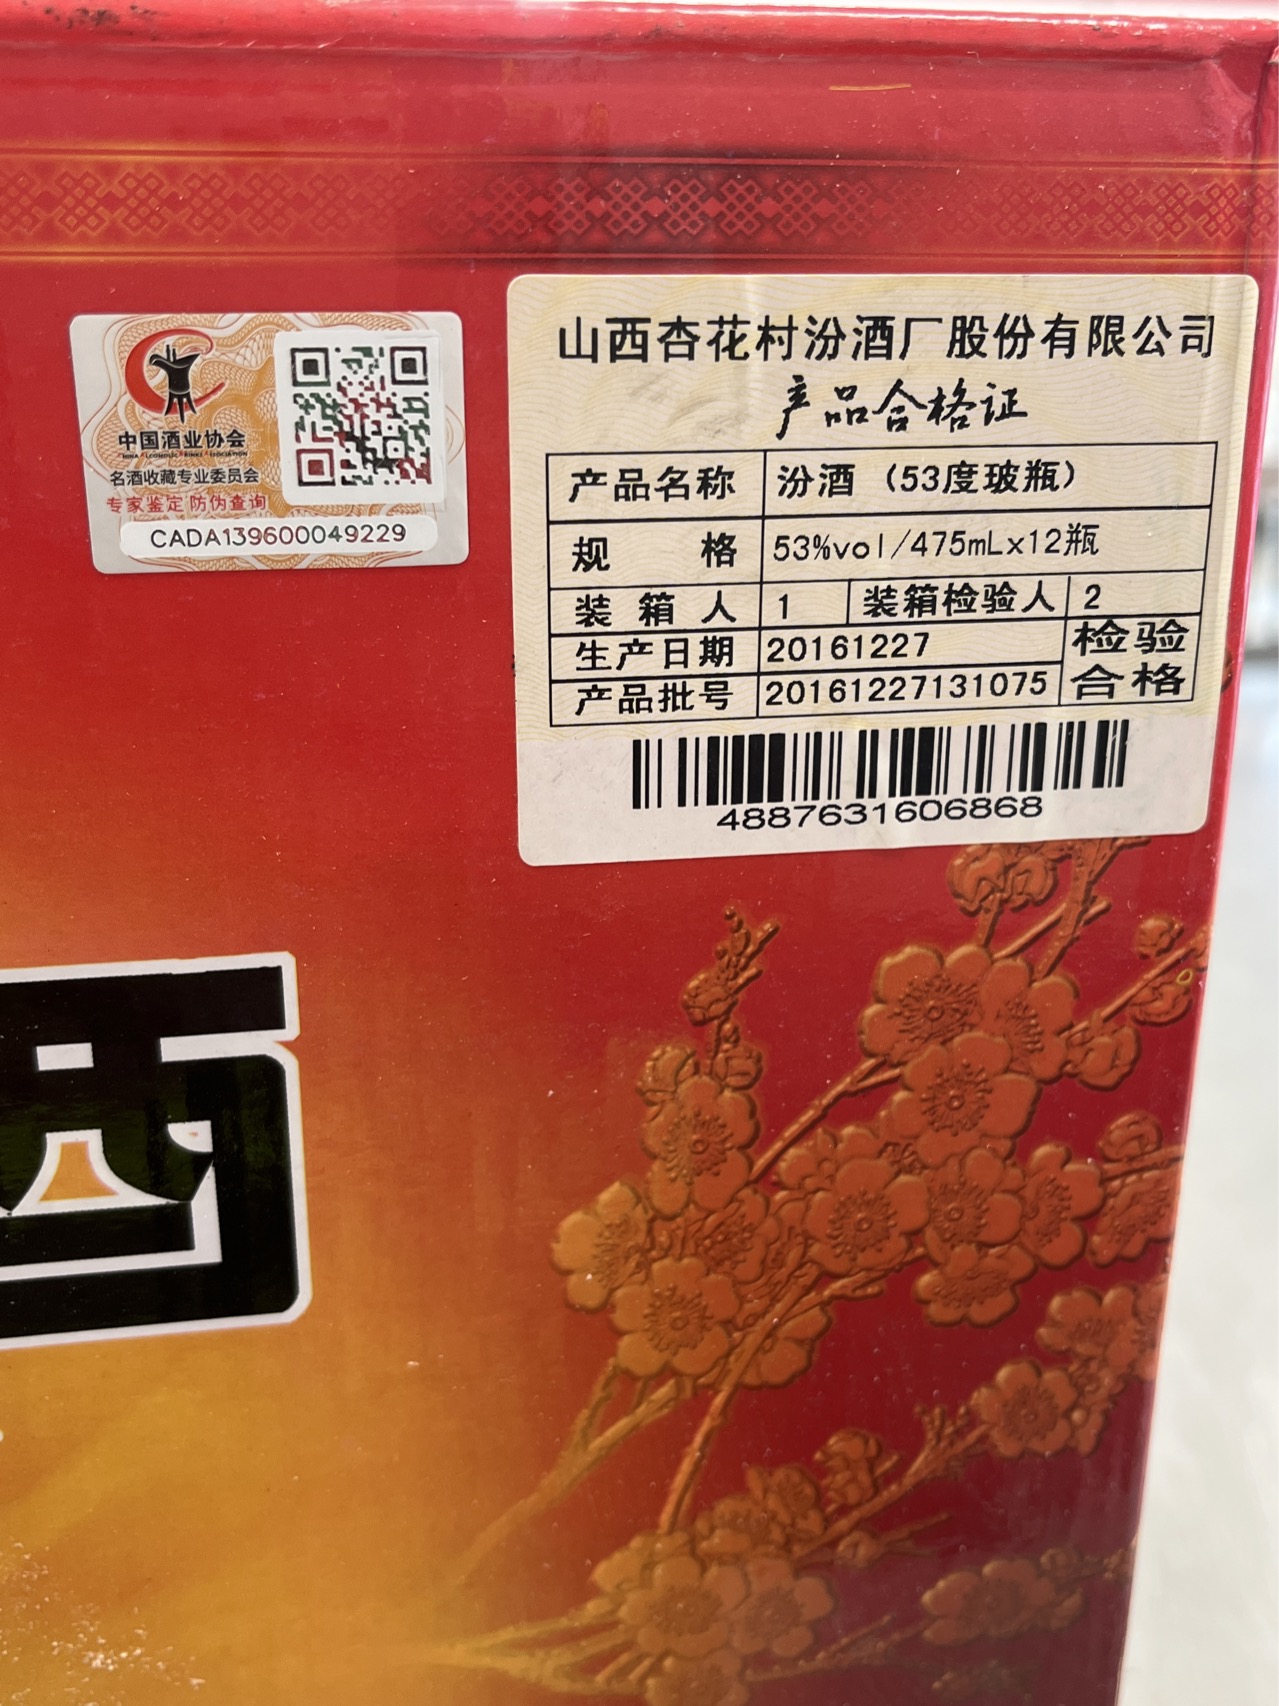 中国酒业协会
CHINA ALCOHOLIC DRINKS ASSOCIATION
名酒收藏专业委员会
专家鉴定 防伪查询
CADA139600049229
山西杏花村汾酒厂股份有限公司
产品合格证
产品名称 汾酒（53度玻瓶）
规 格 53%vol/475mLx12瓶
装 箱 人 1 装箱检验人 2
生产日期 20161227 检验
产品批号 20161227131075 合格
4887631606868